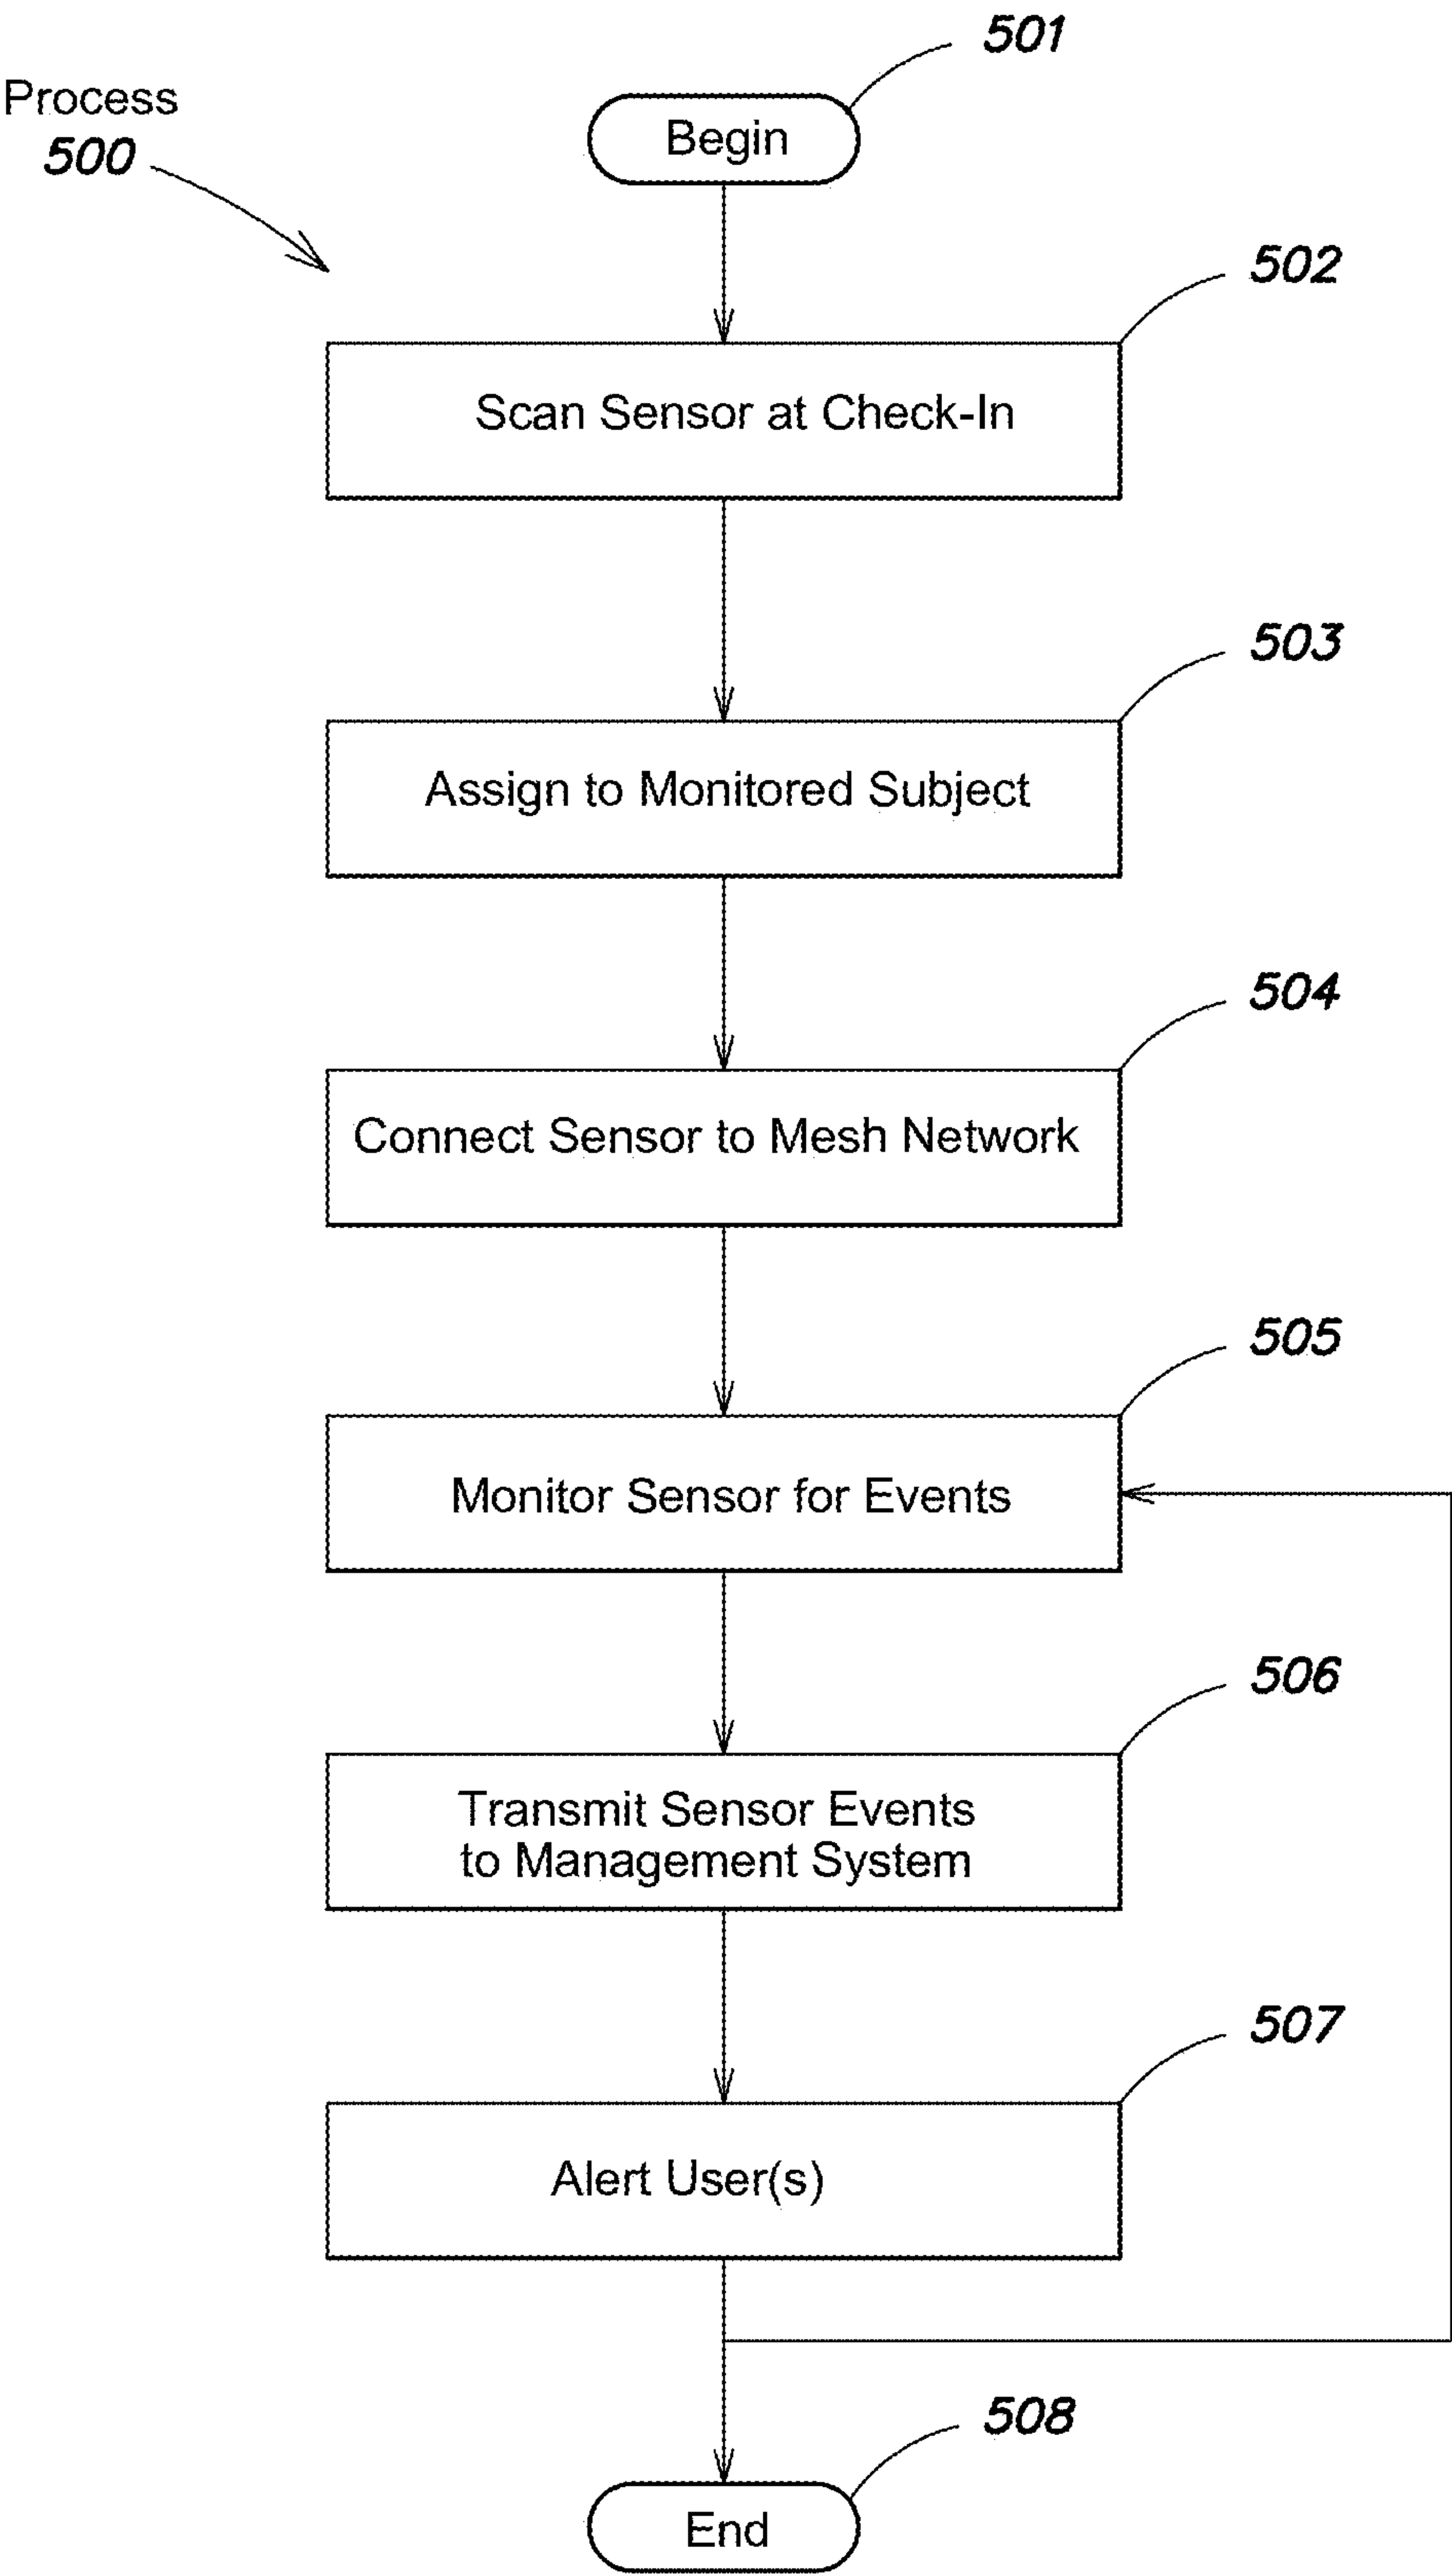 Process
500
501
Begin
502
Scan Sensor at Check-In
503
Assign to Monitored Subject
504
Connect Sensor to Mesh Network
505
Monitor Sensor for Events
506
Transmit Sensor Events
to Management System
507
Alert User(s)
508
End